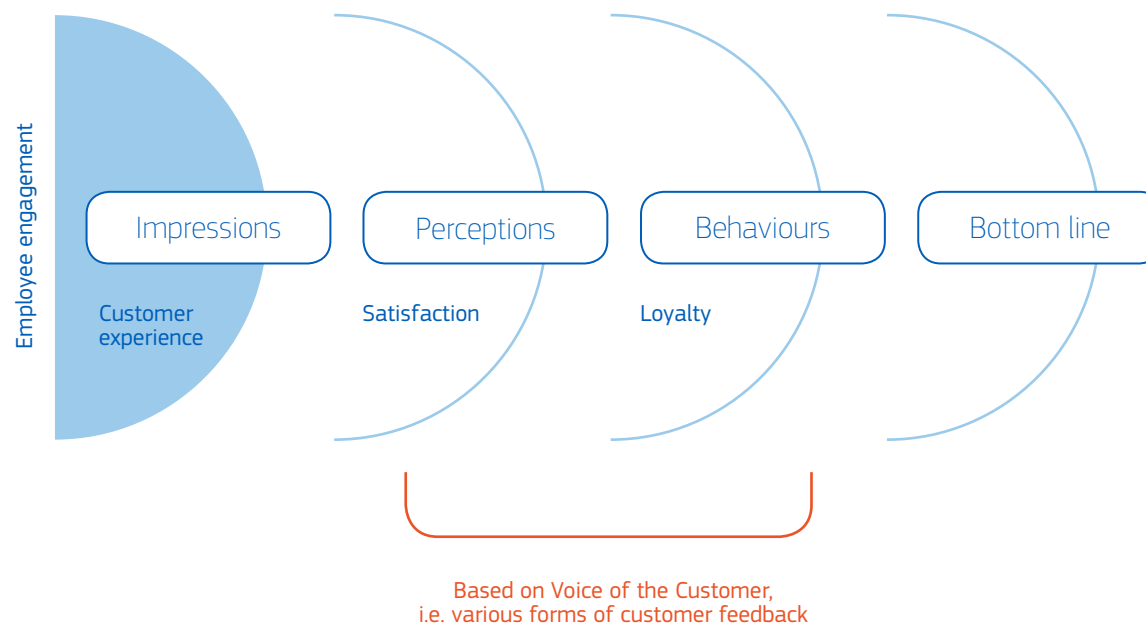 Employee engagement
Impressions
Perceptions
Behaviours
Bottom line
Customer
experience
Satisfaction
Loyalty
Based on Voice of the Customer,
i.e. various forms of customer feedback